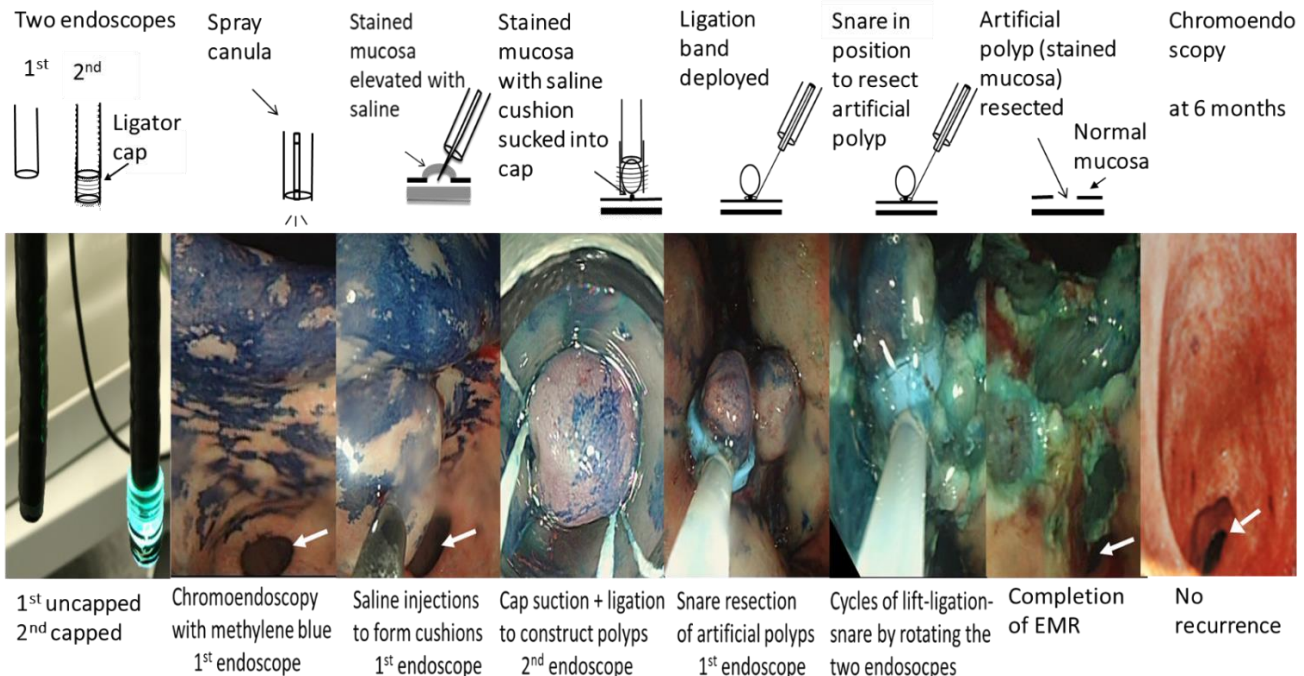 Two endoscopes
1st 2nd
Ligator
cap
Spray
canula
Stained
mucosa
elevated with
saline
Stained
mucosa
with saline
cushion
sucked into
cap
Ligation
band
deployed
Snare in
position
to resect
artificial
polyp
Artificial
polyp (stained
mucosa)
resected
Normal
mucosa
Chromoendo
scopy
at 6 months
1st uncapped
2nd capped
Chromoendoscopy
with methylene blue
1st endoscope
Saline injections
to form cushions
1st endoscope
Cap suction + ligation
to construct polyps
2nd endoscope
Snare resection
of artificial polyps
1st endoscope
Cycles of lift-ligation-
snare by rotating the
two endosocpes
Completion
of EMR
No
recurrence